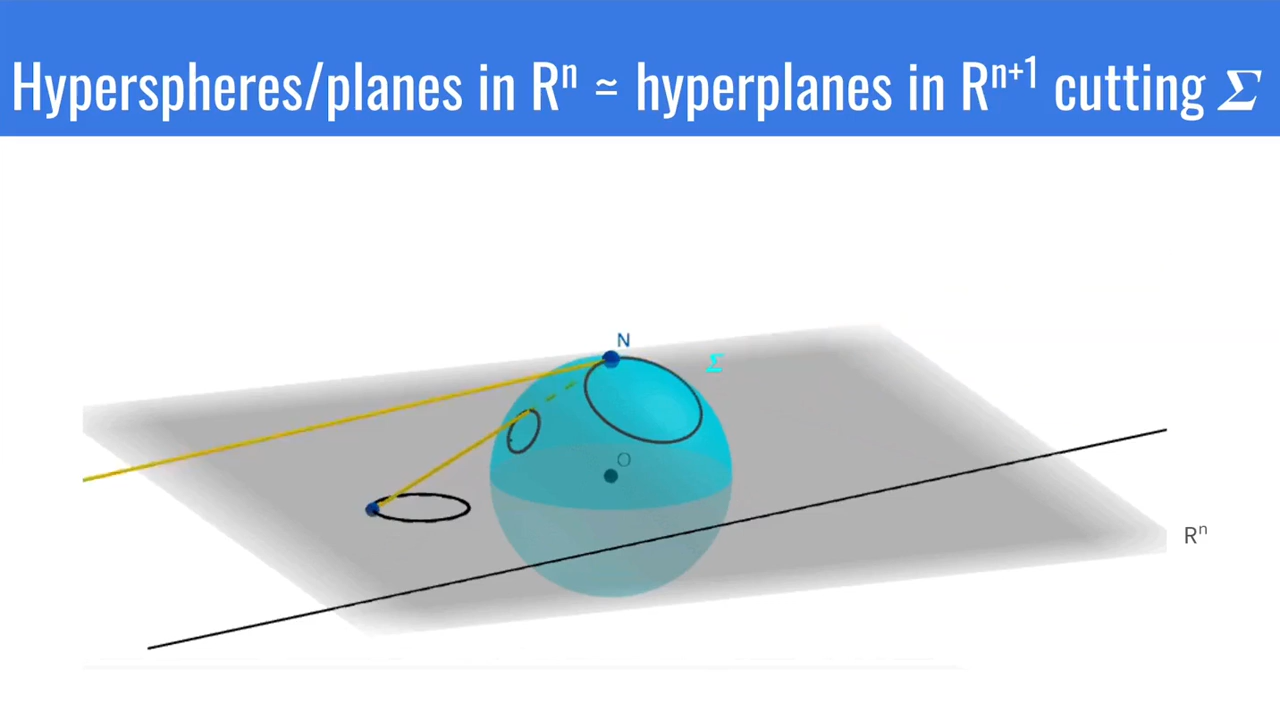 Hyperspheres/planes in Rⁿ ≃ hyperplanes in Rⁿ⁺¹ cutting Σ
N
Σ
O
Rⁿ